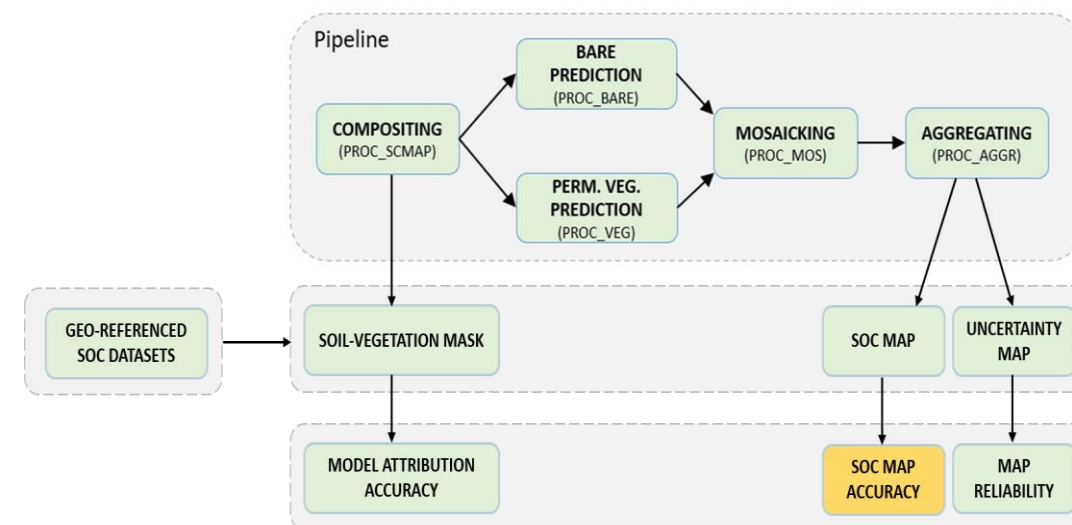 Pipeline
BARE
PREDICTION
(PROC_BARE)
COMPOSITING
(PROC_SCMAP)
MOSAICKING
(PROC_MOS)
AGGREGATING
(PROC_AGGR)
PERM. VEG.
PREDICTION
(PROC_VEG)
GEO-REFERENCED
SOC DATASETS
SOIL-VEGETATION MASK
SOC MAP
UNCERTAINTY
MAP
MODEL ATTRIBUTION
ACCURACY
SOC MAP
ACCURACY
MAP
RELIABILITY